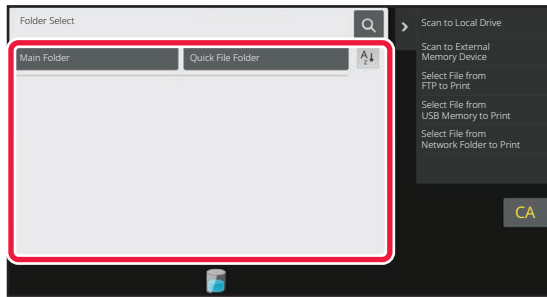 Folder Select
Main Folder
Quick File Folder
A
Z
Scan to Local Drive
Scan to External
Memory Device
Select File from
FTP to Print
Select File from
USB Memory to Print
Select File from
Network Folder to Print
CA